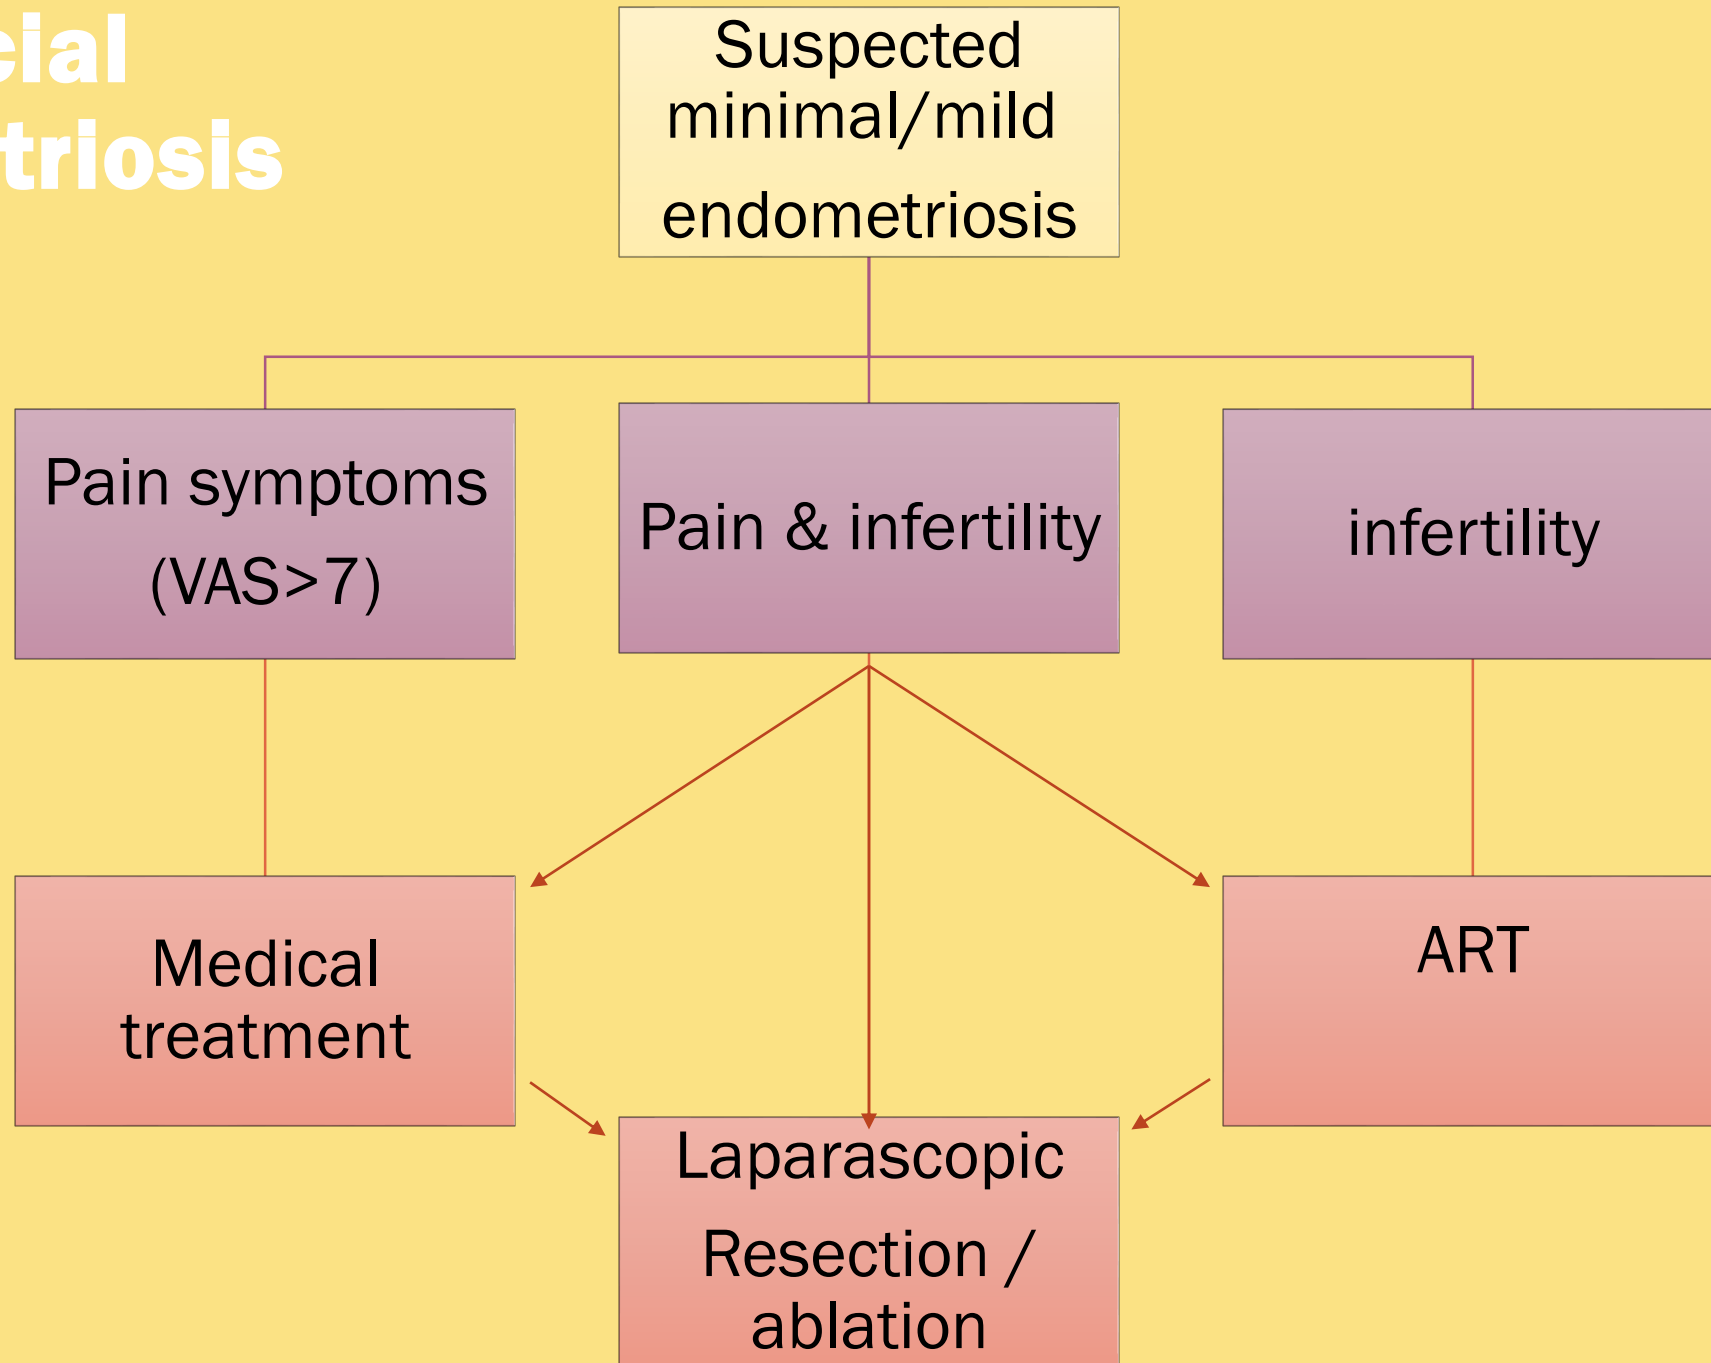 cial
triosis
Suspected
minimal/mild
endometriosis
Pain symptoms
(VAS>7)
Pain & infertility
infertility
Medical
treatment
ART
Laparascopic
Resection /
ablation